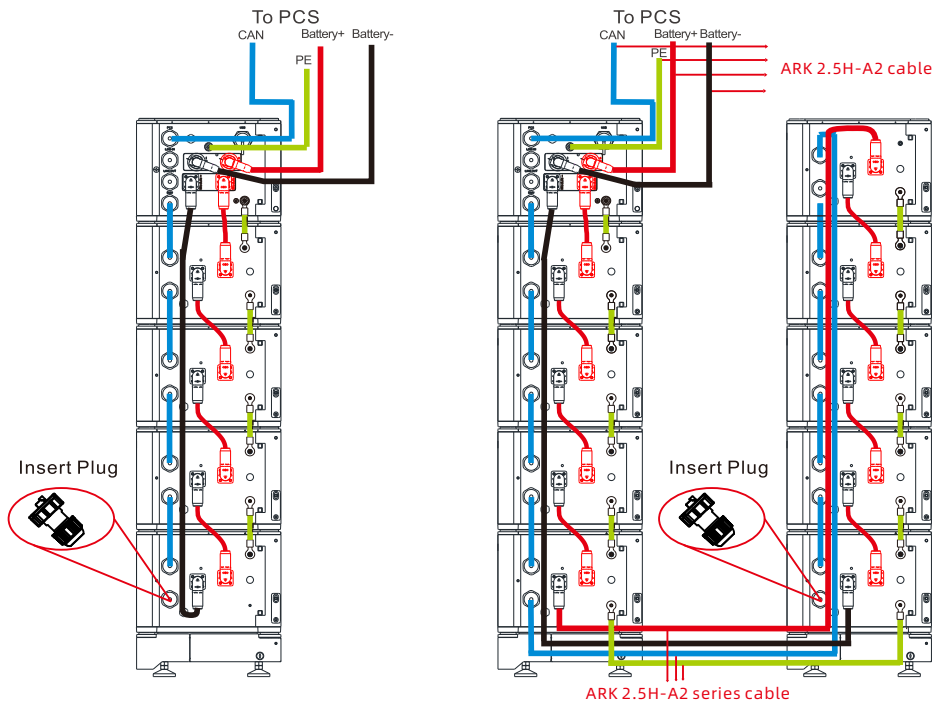 To PCS
CAN
Battery+
Battery-
PE
To PCS
CAN
Battery+
Battery-
PE
ARK 2.5H-A2 cable
Insert Plug
Insert Plug
ARK 2.5H-A2 series cable